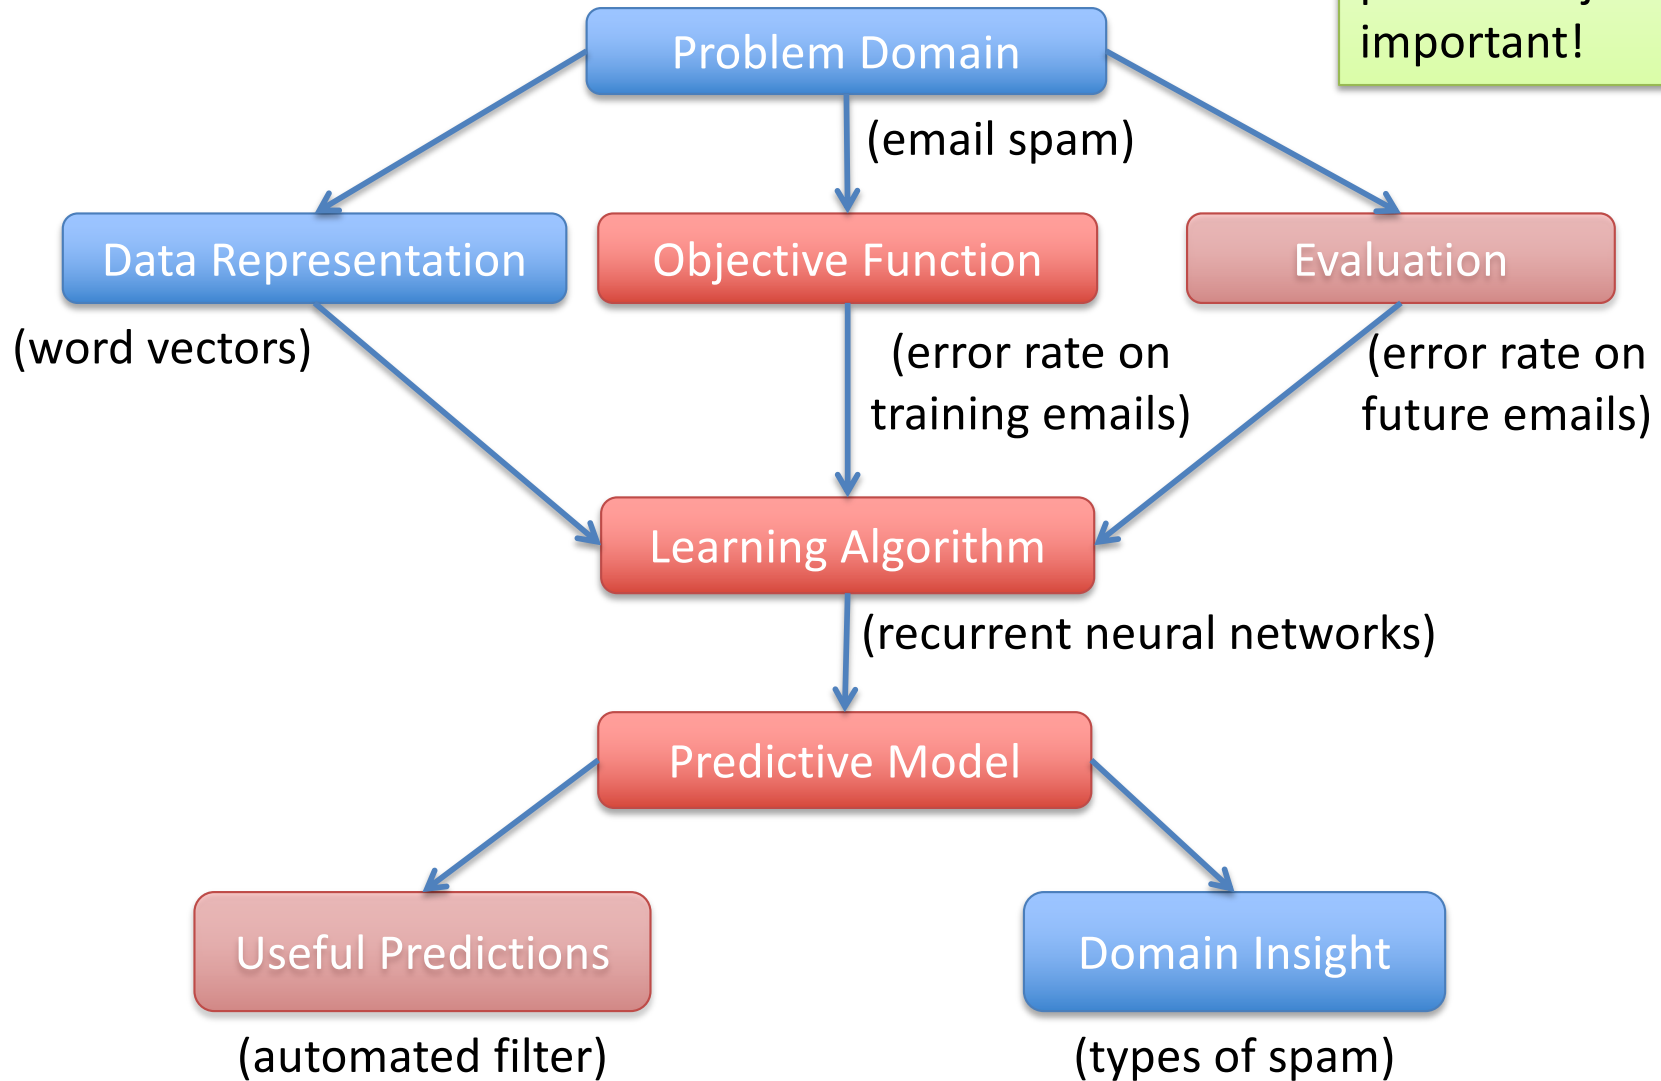 important!
Problem Domain
(email spam)
Data Representation
Objective Function
Evaluation
(word vectors)
(error rate on
training emails)
(error rate on
future emails)
Learning Algorithm
(recurrent neural networks)
Predictive Model
Useful Predictions
Domain Insight
(automated filter)
(types of spam)